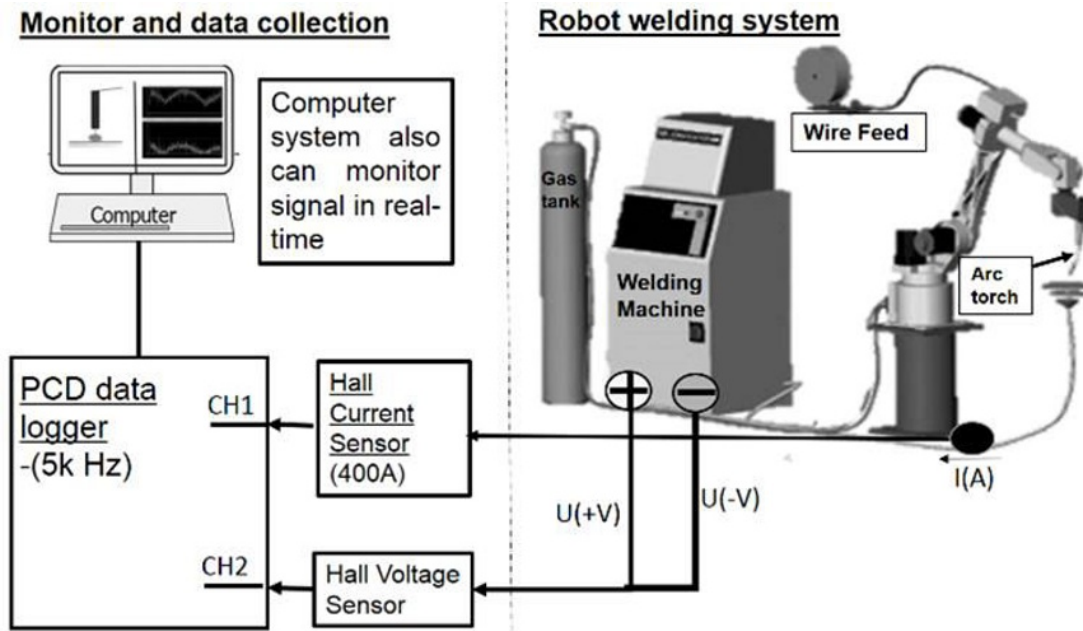 Monitor and data collection
Robot welding system
Computer
system also
can monitor
signal in real-
time
Computer
Wire Feed
Gas
tank
Welding
Machine
Arc
torch
PCD data
logger
-(5k Hz)
CH1
CH2
Hall
Current
Sensor
(400A)
Hall Voltage
Sensor
U(+V)
U(-V)
I(A)